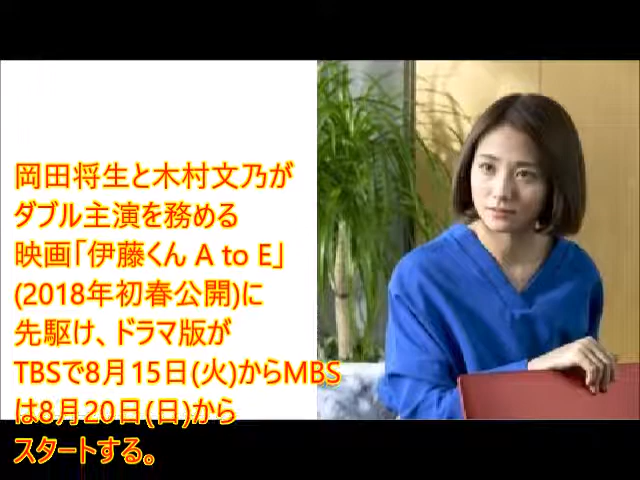 岡田将生と木村文乃が
ダブル主演を務める
映画「伊藤くん A to E」
(2018年初春公開)に
先駆け、ドラマ版が
TBSで8月15日(火)からMBS
は8月20日(日)から
スタートする。